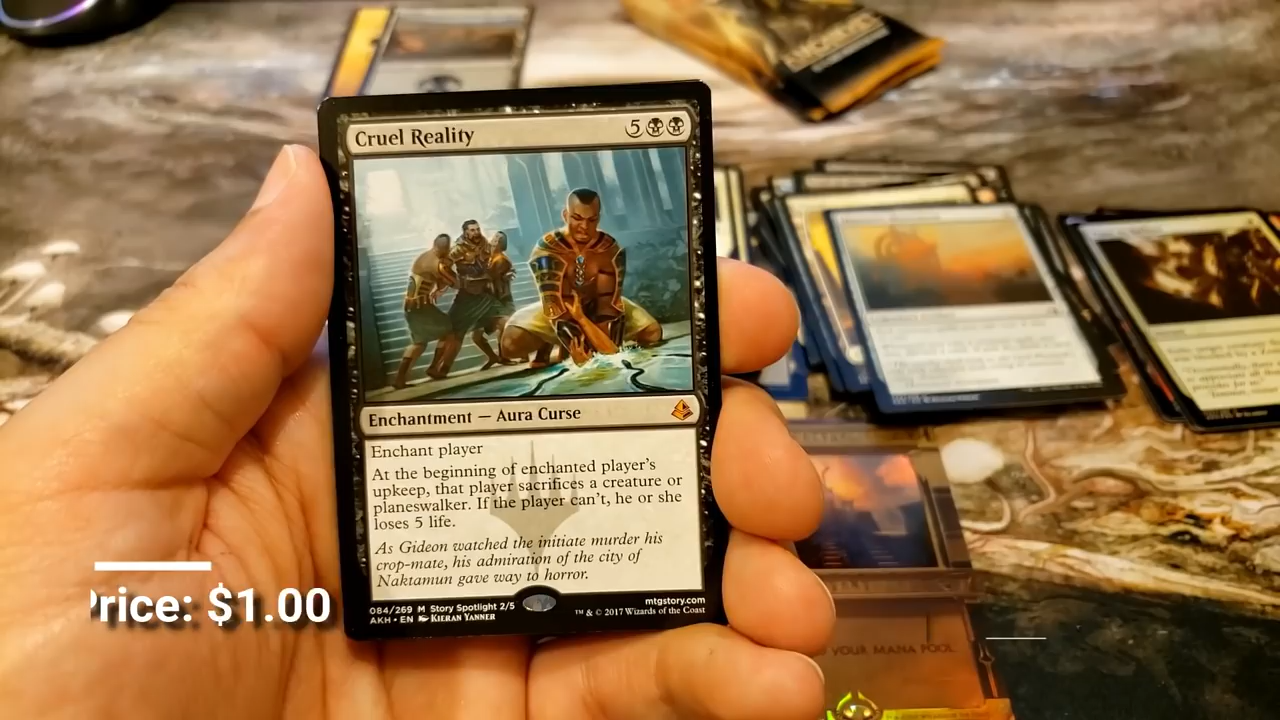 Cruel Reality 5
Enchantment — Aura Curse
Enchant player
At the beginning of enchanted player's
upkeep, that player sacrifices a creature or
planeswalker. If the player can't, he or she
loses 5 life.
As Gideon watched the initiate murder his
crop-mate, his admiration of the city of
Naktamun gave way to horror.
084/269 M Story Spotlight 2/5
AKH • EN KIERAN YANNER
mtgstory.com
™ & © 2017 Wizards of the Coast
rice: $1.00
YOUR MANA POOL.